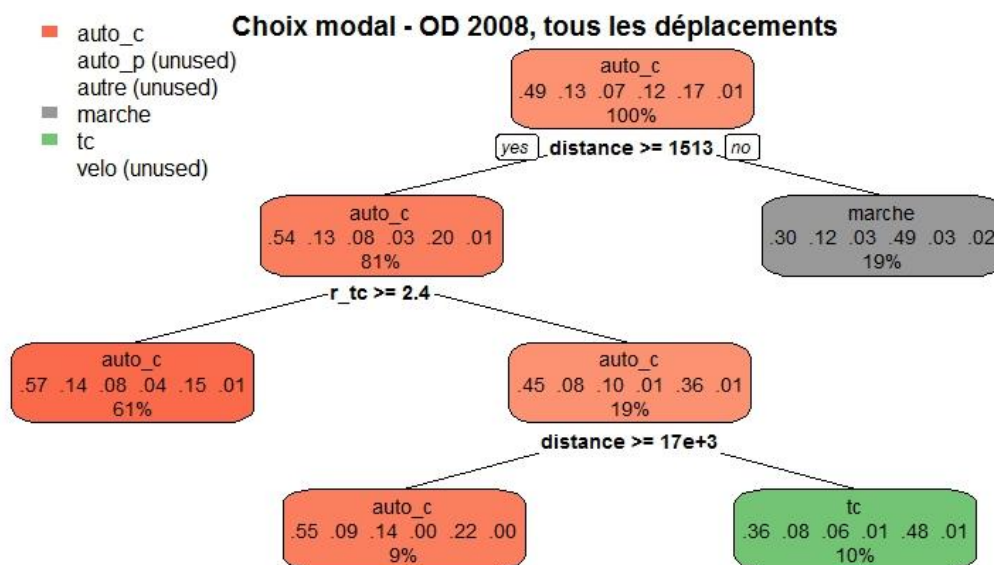 Choix modal - OD 2008, tous les déplacements
auto_c
auto_p (unused)
autre (unused)
marche
tc
velo (unused)
auto_c
.49 .13 .07 .12 .17 .01
100%
yes distance >= 1513 no
auto_c
.54 .13 .08 .03 .20 .01
81%
marche
.30 .12 .03 .49 .03 .02
19%
r_tc >= 2.4
auto_c
.57 .14 .08 .04 .15 .01
61%
auto_c
.45 .08 .10 .01 .36 .01
19%
distance >= 17e+3
auto_c
.55 .09 .14 .00 .22 .00
9%
tc
.36 .08 .06 .01 .48 .01
10%